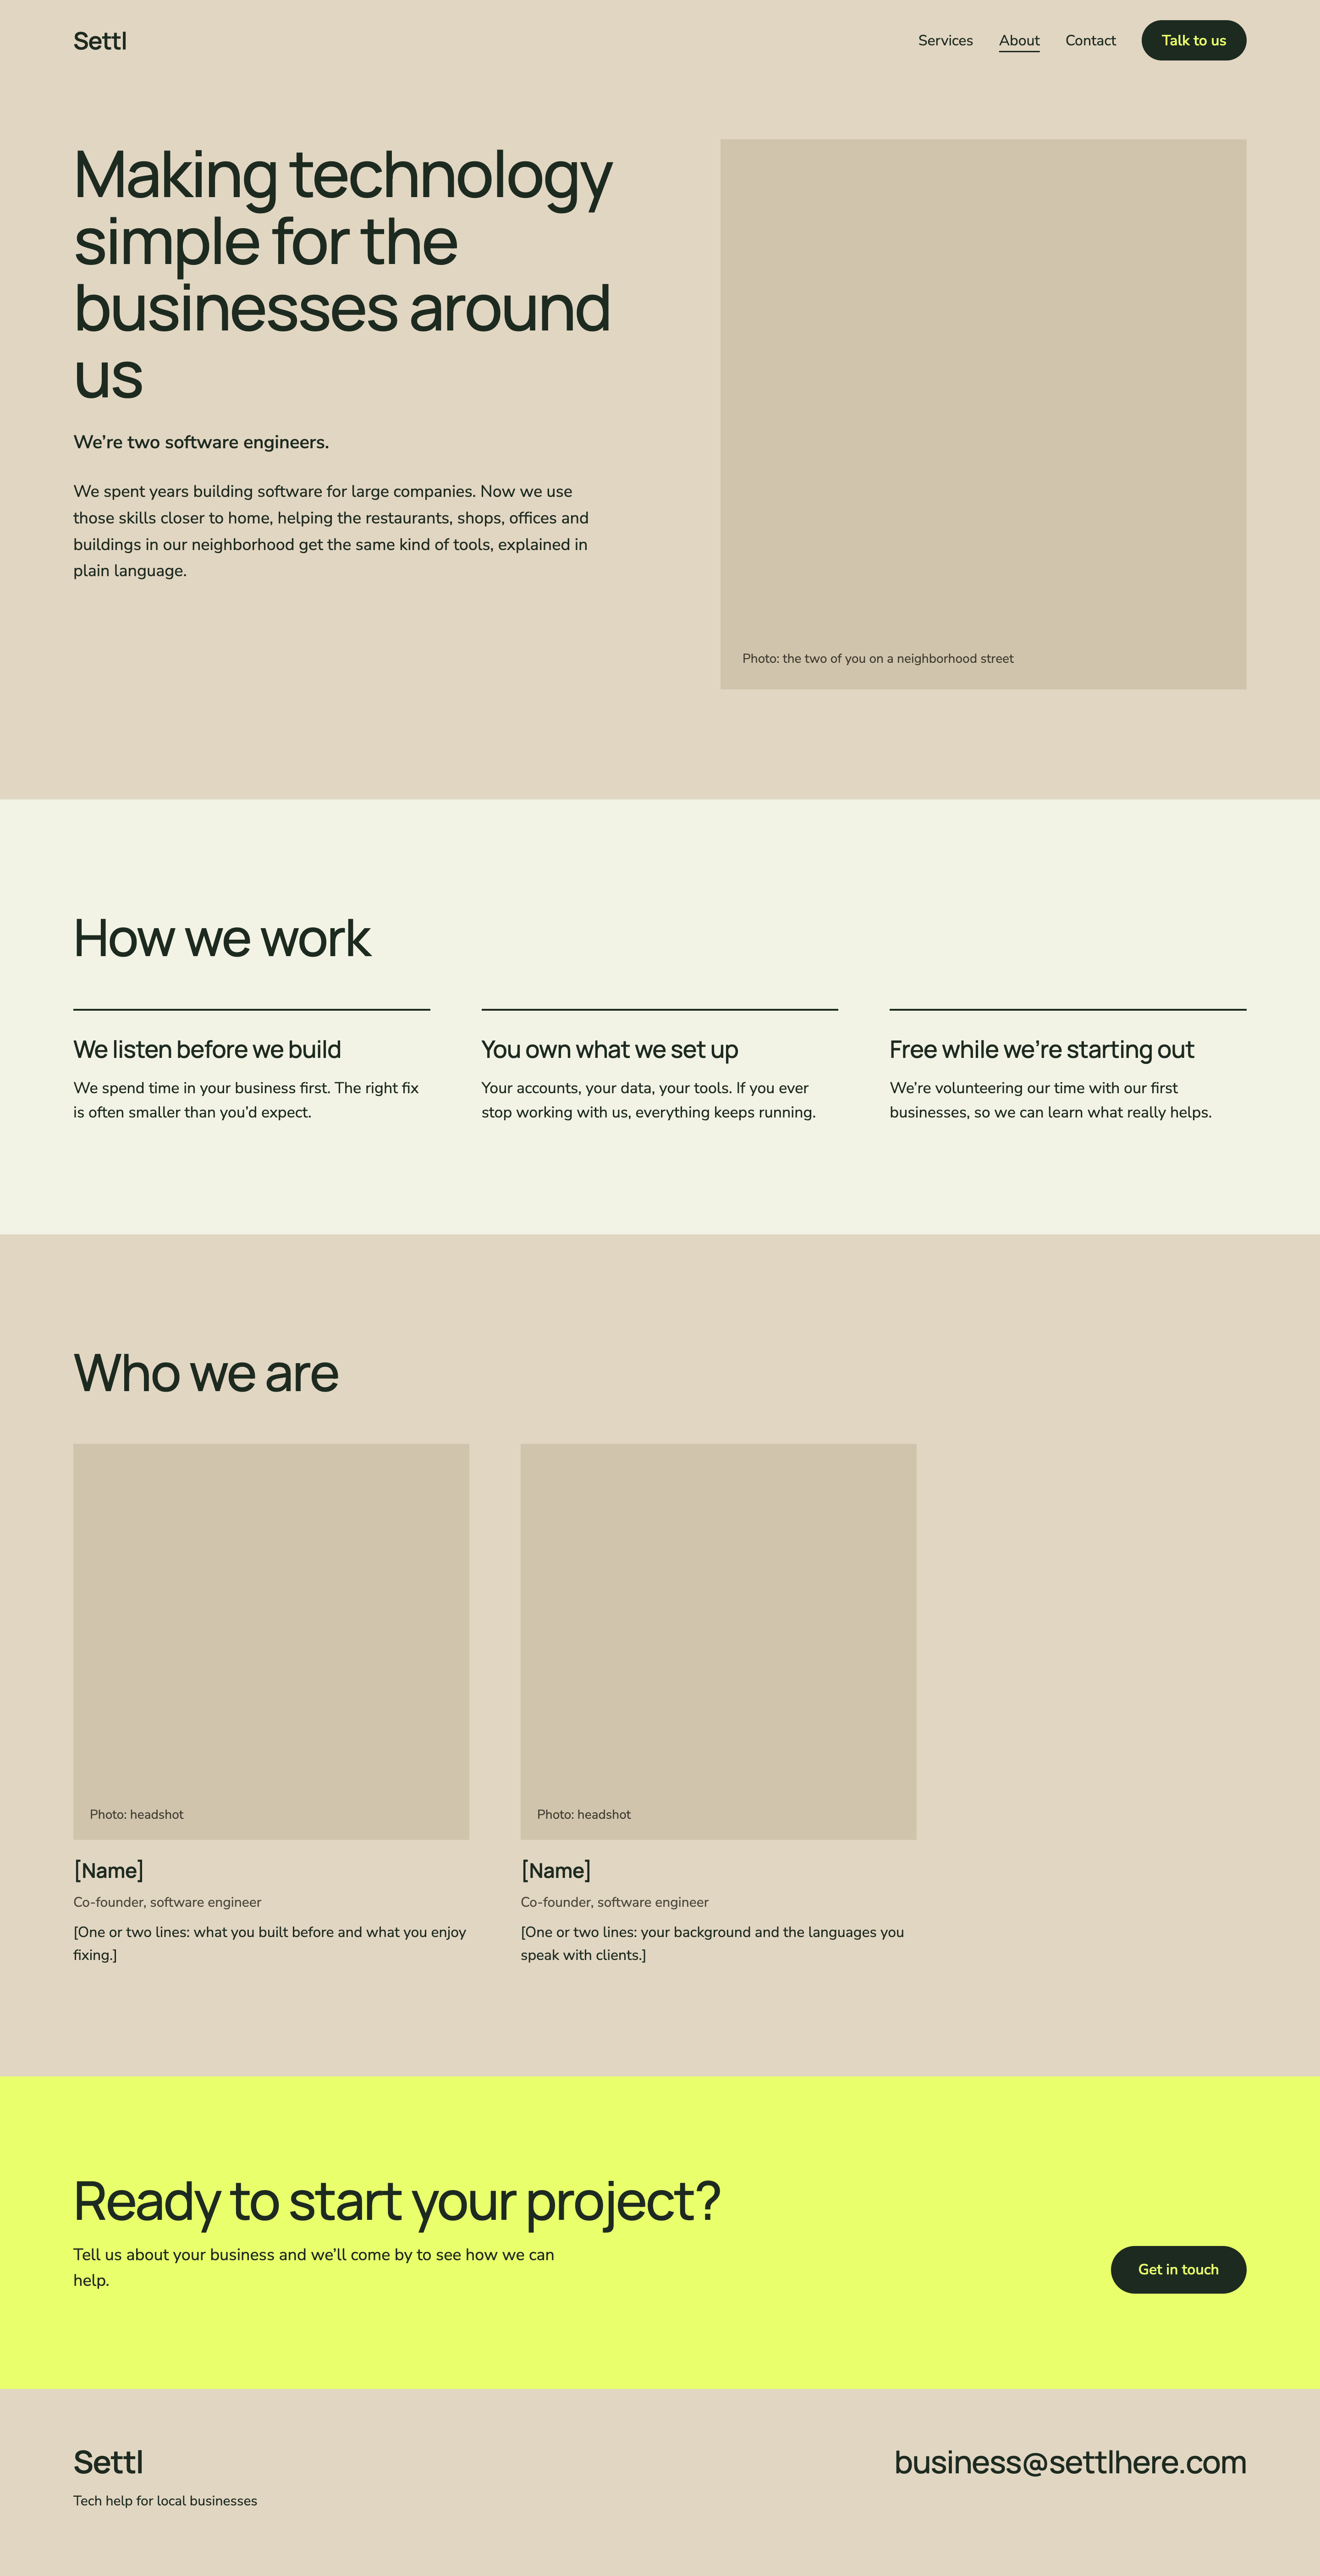 Settl
Services About Contact Talk to us
Making technology
simple for the
businesses around
us
We’re two software engineers.
We spent years building software for large companies. Now we use
those skills closer to home, helping the restaurants, shops, offices and
buildings in our neighborhood get the same kind of tools, explained in
plain language.
Photo: the two of you on a neighborhood street
How we work
We listen before we build
We spend time in your business first. The right fix
is often smaller than you’d expect.
You own what we set up
Your accounts, your data, your tools. If you ever
stop working with us, everything keeps running.
Free while we’re starting out
We’re volunteering our time with our first
businesses, so we can learn what really helps.
Who we are
Photo: headshot
[Name]
Co-founder, software engineer
[One or two lines: what you built before and what you enjoy
fixing.]
Photo: headshot
[Name]
Co-founder, software engineer
[One or two lines: your background and the languages you
speak with clients.]
Ready to start your project?
Tell us about your business and we’ll come by to see how we can
help.
Get in touch
Settl
Tech help for local businesses
business@settlhere.com